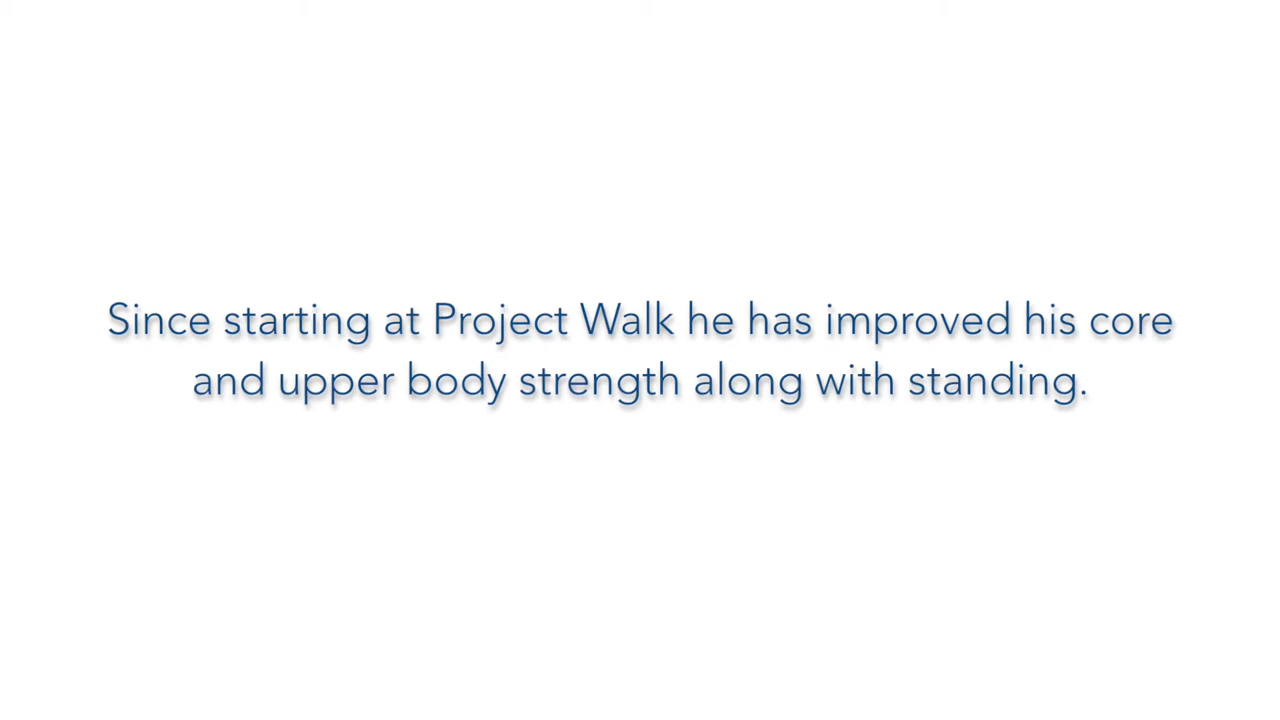 Since starting at Project Walk he has improved his core
and upper body strength along with standing.